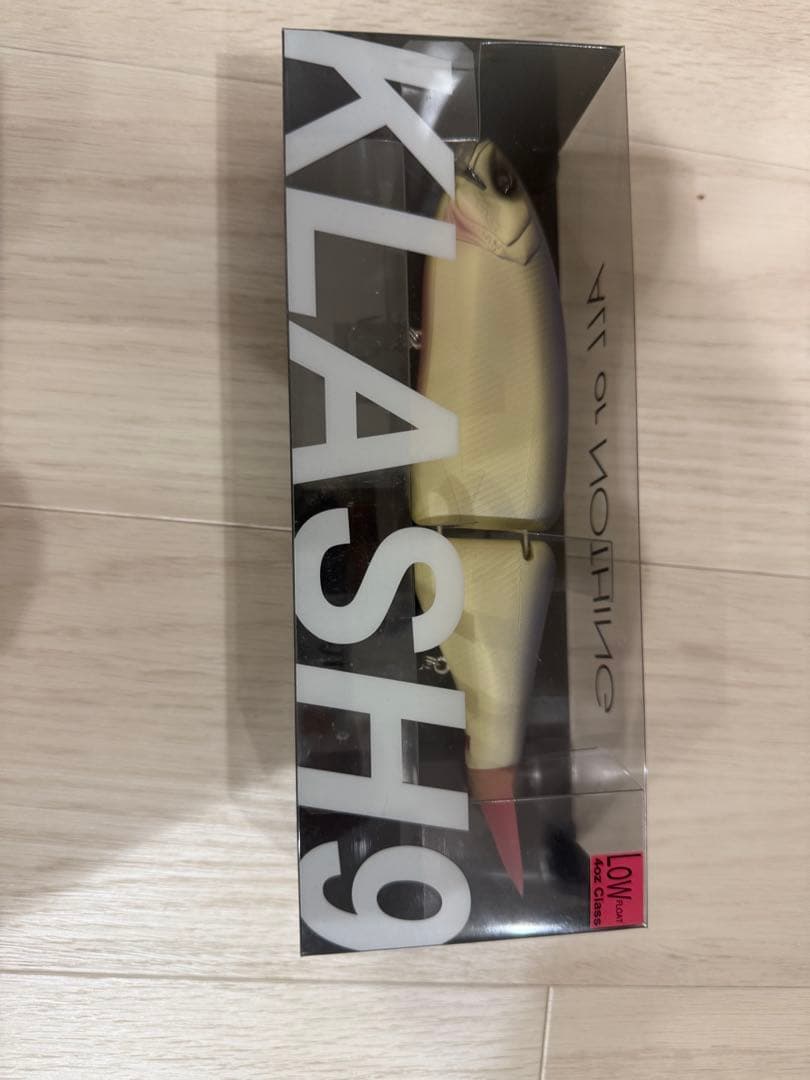 KLASH9
ALL or NOTHING
LOW FLOAT
4oz Class